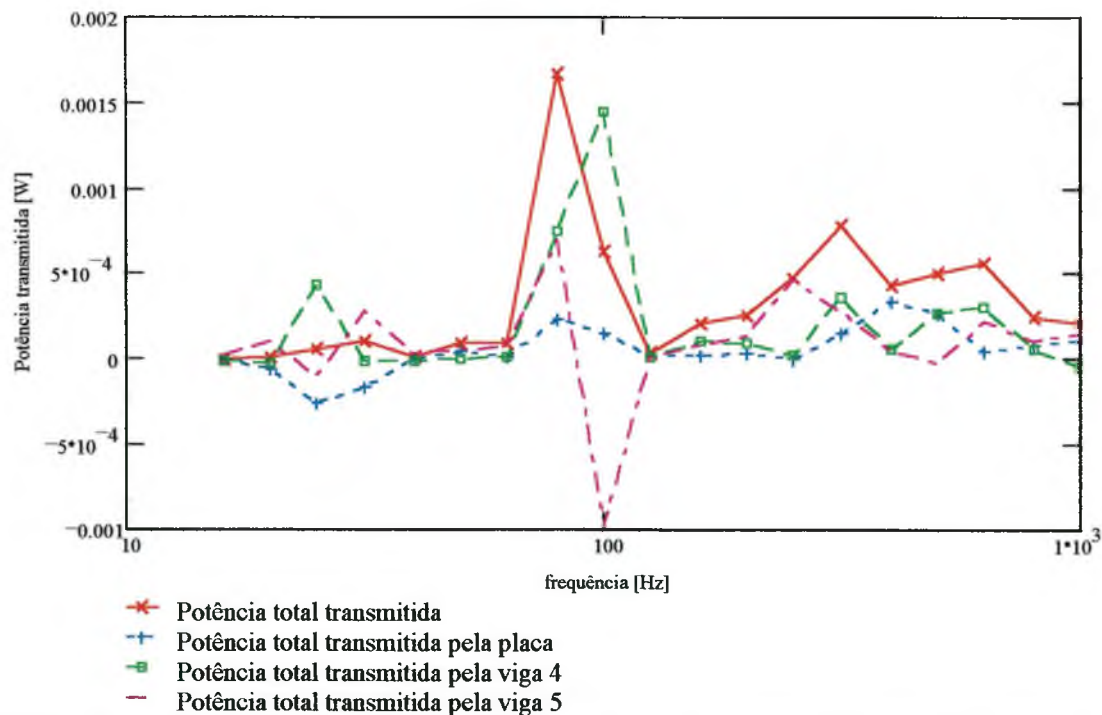 0.002
0.0015
0.001
5•10⁻⁴
0
−5•10⁻⁴
−0.001
Potência transmitida [W]
10
100
1•10³
frequência [Hz]
Potência total transmitida
Potência total transmitida pela placa
Potência total transmitida pela viga 4
Potência total transmitida pela viga 5